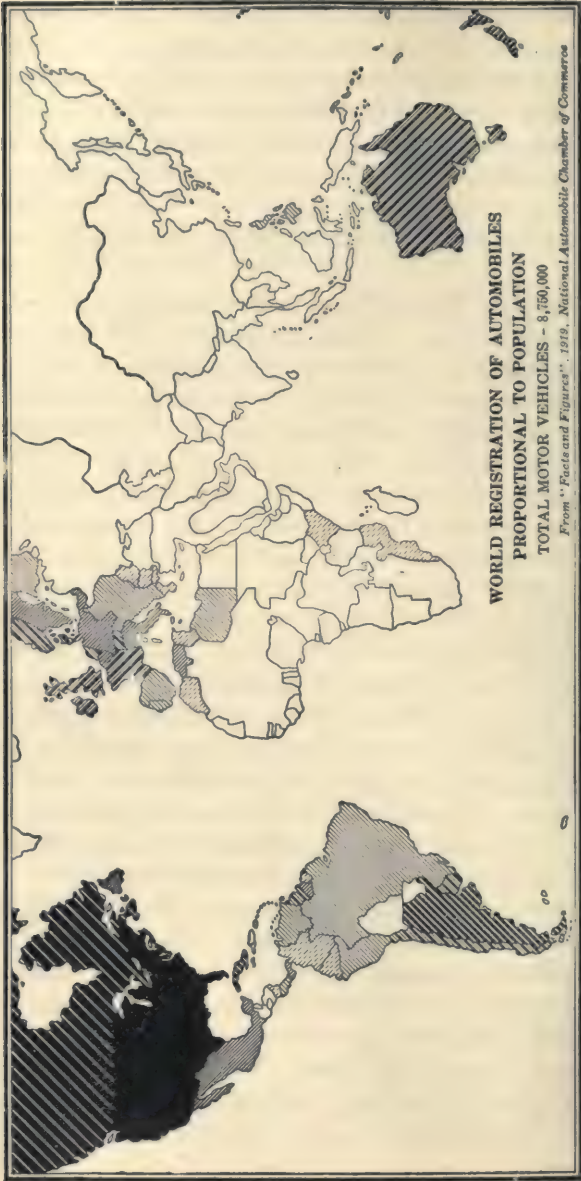 WORLD REGISTRATION OF AUTOMOBILES
PROPORTIONAL TO POPULATION
TOTAL MOTOR VEHICLES - 8,750,000
From "Facts and Figures". 1919, National Automobile Chamber of Commerce